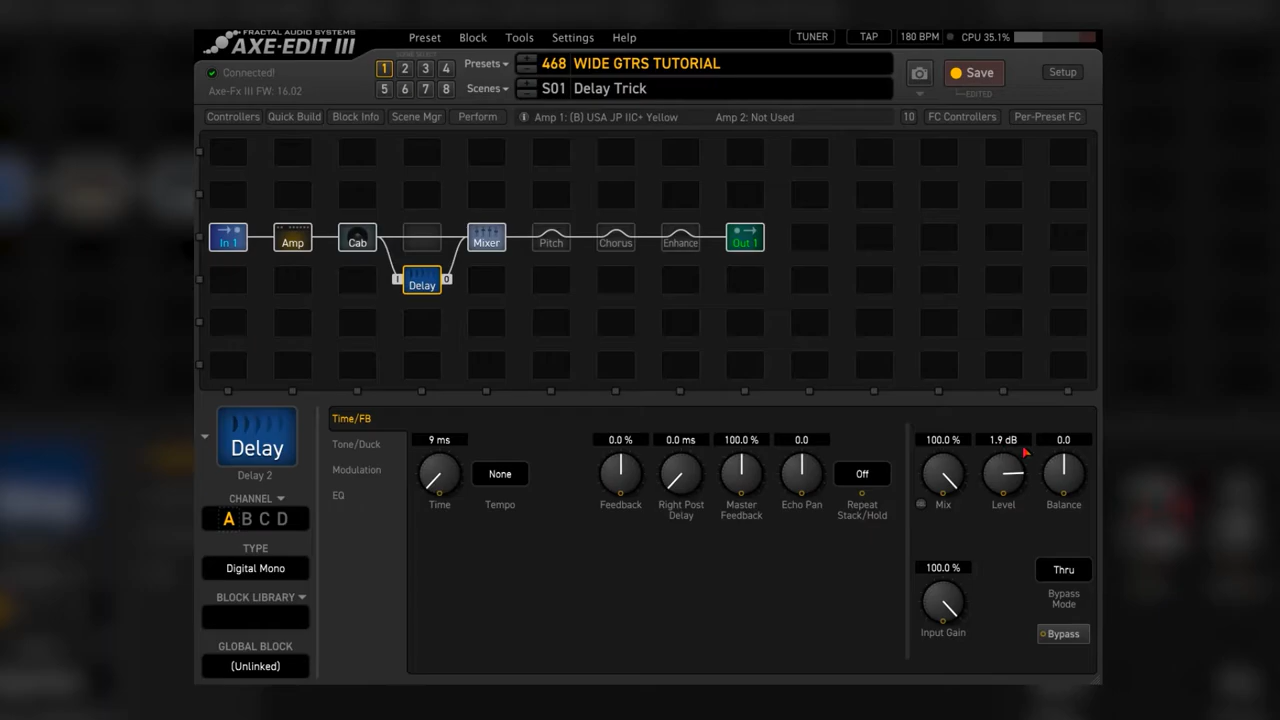 FRACTAL AUDIO SYSTEMS
AXE-EDIT III
Preset Block Tools Settings Help
TUNER TAP 180 BPM CPU 35.1%
SCENE SELECT
1 2 3 4
5 6 7 8
Presets
468 WIDE GTRS TUTORIAL
Scenes
S01 Delay Trick
Save
EDITED
Setup
Connected!
Axe-Fx III FW: 16.02
Controllers Quick Build Block Info Scene Mgr Perform
Amp 1: (B) USA JP IIC+ Yellow Amp 2: Not Used
10 FC Controllers Per-Preset FC
In 1 Amp Cab Mixer Pitch Chorus Enhance Out 1
I Delay O
Delay
Delay 2
CHANNEL
A B C D
TYPE
Digital Mono
BLOCK LIBRARY
GLOBAL BLOCK
(Unlinked)
Time/FB
Tone/Duck
Modulation
EQ
9 ms 0.0 % 0.0 ms 100.0 % 0.0
None Off
Time Tempo Feedback Right Post Delay Master Feedback Echo Pan Repeat Stack/Hold
100.0 % 1.9 dB 0.0
Mix Level Balance
100.0 %
Input Gain
Thru
Bypass Mode
Bypass